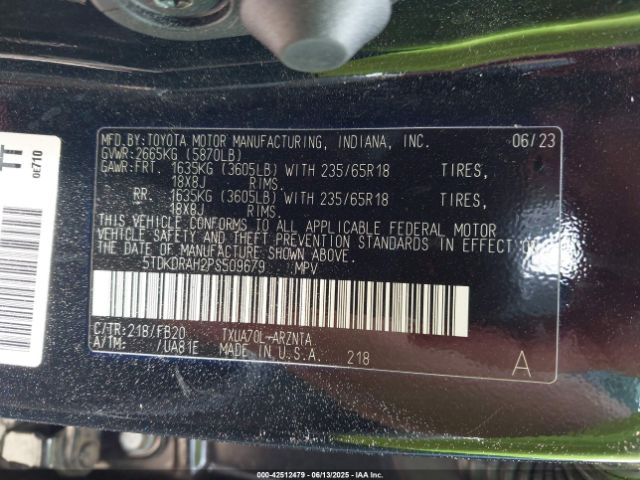 TT
0E710
MFD.BY:TOYOTA MOTOR MANUFACTURING, INDIANA, INC. 06/23
GVWR:2665KG (5870LB)
GAWR:FRT. 1635KG (3605LB) WITH 235/65R18 TIRES,
18X8J RIMS.
RR. 1635KG (3605LB) WITH 235/65R18 TIRES,
18X8J RIMS.
THIS VEHICLE CONFORMS TO ALL APPLICABLE FEDERAL MOTOR
VEHICLE SAFETY AND THEFT PREVENTION STANDARDS IN EFFECT ON
THE DATE OF MANUFACTURE SHOWN ABOVE.
5TDKDRAH2PS509679 MPV
C/TR:218/FB20 TXUA70L-ARZNTA
A/TM: /UA81E MADE IN U.S.A. 218
A
000-42512479 - 06/13/2025 - IAA Inc.